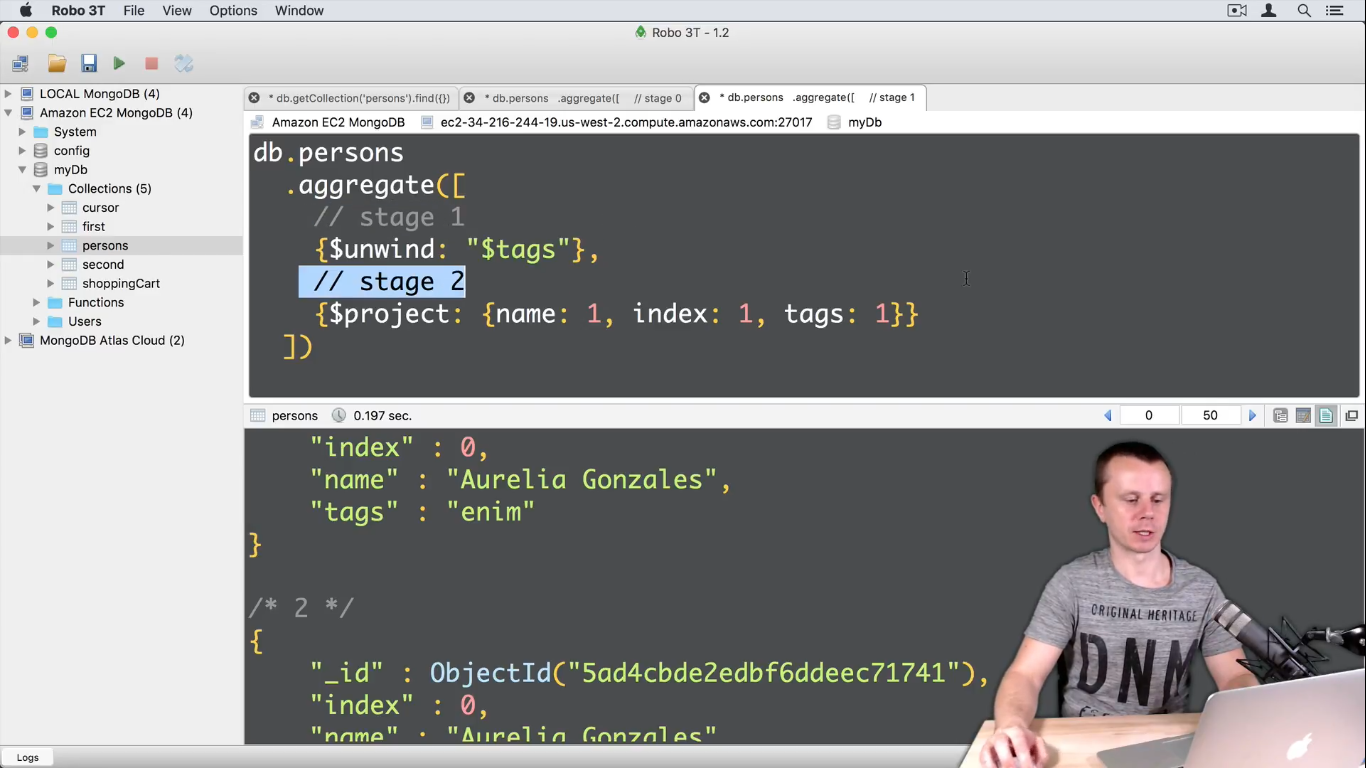 Robo 3T File View Options Window
Robo 3T - 1.2
LOCAL MongoDB (4)
Amazon EC2 MongoDB (4)
System
config
myDb
Collections (5)
cursor
first
persons
second
shoppingCart
Functions
Users
MongoDB Atlas Cloud (2)
* db.getCollection('persons').find({})
* db.persons .aggregate([ // stage 0
* db.persons .aggregate([ // stage 1
Amazon EC2 MongoDB ec2-34-216-244-19.us-west-2.compute.amazonaws.com:27017 myDb
db.persons
.aggregate([
// stage 1
{$unwind: "$tags"},
// stage 2
{$project: {name: 1, index: 1, tags: 1}}
])
persons 0.197 sec. 0 50
"index" : 0,
"name" : "Aurelia Gonzales",
"tags" : "enim"
}
/* 2 */
{
"_id" : ObjectId("5ad4cbde2edbf6ddeec71741"),
"index" : 0,
"name" : "Aurelia Gonzales"
ORIGINAL HERITAGE
DNM
Logs